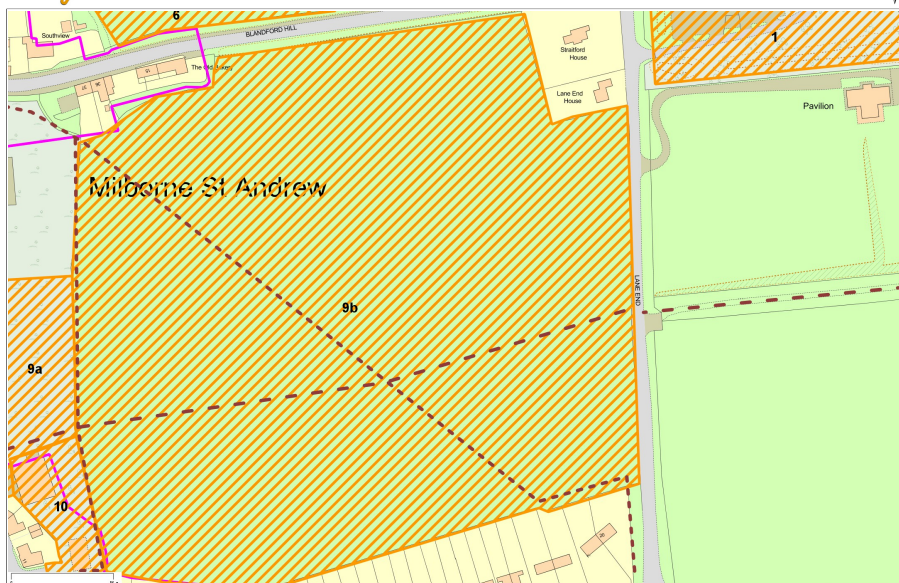 6
Southview
BLANDFORD HILL
1
Straitford
House
The Old Bakery
Lane End
House
Pavilion
Milborne St Andrew
LANE END
9b
9a
10